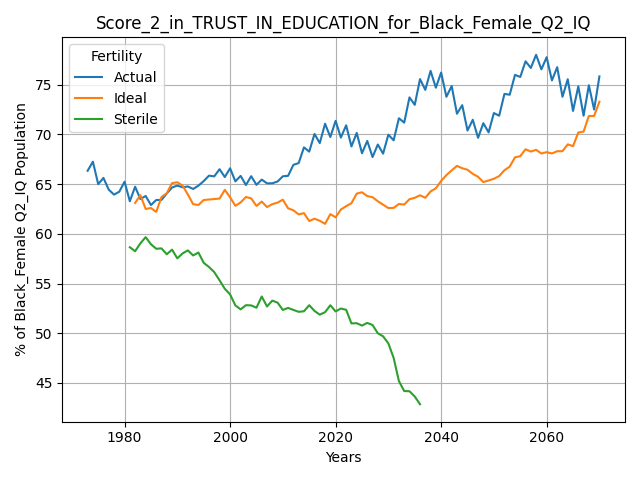 Score_2_in_TRUST_IN_EDUCATION_for_Black_Female_Q2_IQ
Fertility
Actual
Ideal
Sterile
% of Black_Female Q2_IQ Population
75
70
65
60
55
50
45
1980
2000
2020
2040
2060
Years